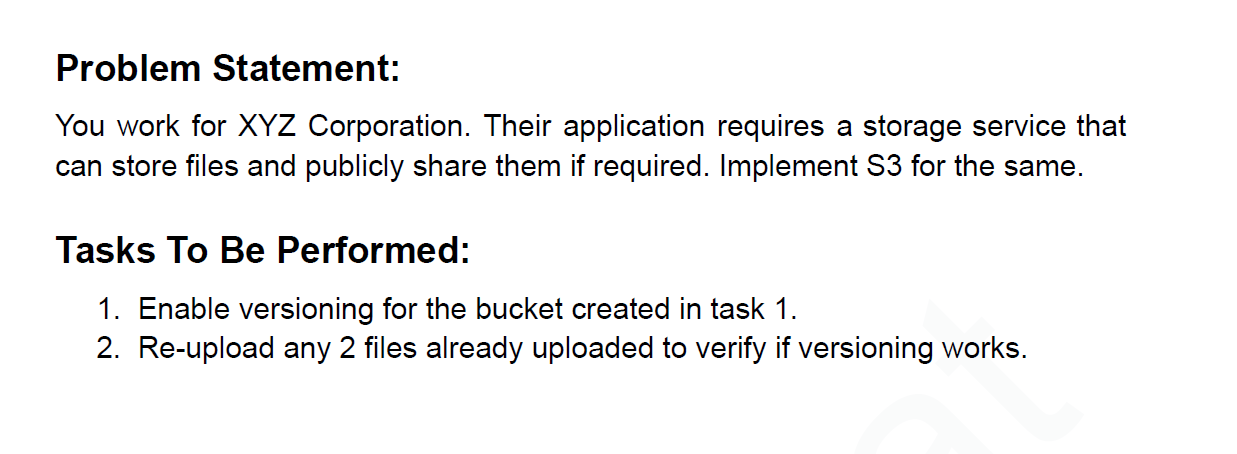 Problem Statement:
You work for XYZ Corporation. Their application requires a storage service that
can store files and publicly share them if required. Implement S3 for the same.
Tasks To Be Performed:
1. Enable versioning for the bucket created in task 1.
2. Re-upload any 2 files already uploaded to verify if versioning works.